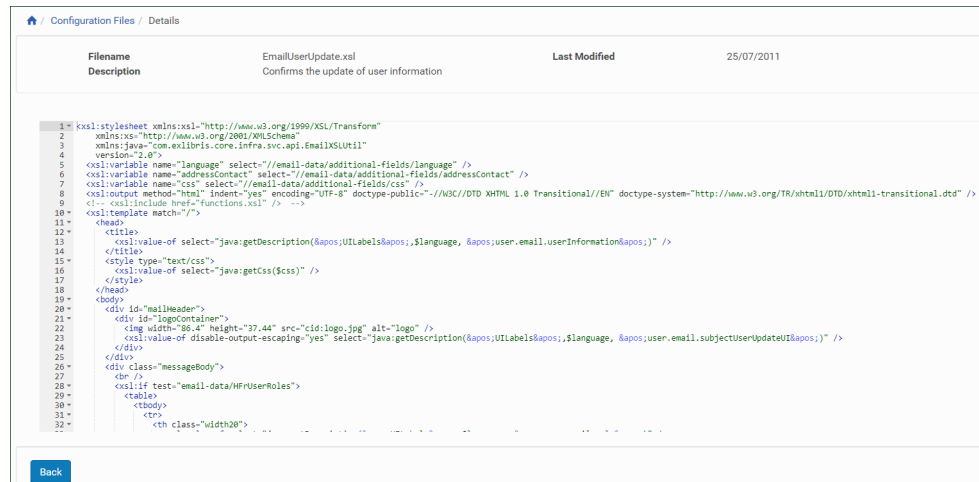 / Configuration Files / Details
Filename EmailUserUpdate.xsl Last Modified 25/07/2011
Description Confirms the update of user information
1 <xsl:stylesheet xmlns:xsl="http://www.w3.org/1999/XSL/Transform"
2 xmlns:xs="http://www.w3.org/2001/XMLSchema"
3 xmlns:java="com.exlibris.core.infra.svc.api.EmailXSLUtil"
4 version="2.0">
5 <xsl:variable name="language" select="//email-data/additional-fields/language" />
6 <xsl:variable name="addressContact" select="//email-data/additional-fields/addressContact" />
7 <xsl:variable name="css" select="//email-data/additional-fields/css" />
8 <xsl:output method="html" indent="yes" encoding="UTF-8" doctype-public="-//W3C//DTD XHTML 1.0 Transitional//EN" doctype-system="http://www.w3.org/TR/xhtml1/DTD/xhtml1-transitional.dtd" />
9 <!-- <xsl:include href="functions.xsl" /> -->
10 <xsl:template match="/">
11 <head>
12 <title>
13 <xsl:value-of select="java:getDescription(&apos;UILabels&apos;,$language, &apos;user.email.userInformation&apos;)" />
14 </title>
15 <style type="text/css">
16 <xsl:value-of select="java:getCss($css)" />
17 </style>
18 </head>
19 <body>
20 <div id="mailHeader">
21 <div id="logoContainer">
22 <img width="86.4" height="37.44" src="cid:logo.jpg" alt="logo" />
23 <xsl:value-of disable-output-escaping="yes" select="java:getDescription(&apos;UILabels&apos;,$language, &apos;user.email.subjectUserUpdateUI&apos;)" />
24 </div>
25 </div>
26 <div class="messageBody">
27 <br />
28 <xsl:if test="email-data/HFrUserRoles">
29 <table>
30 <tbody>
31 <tr>
32 <th class="width20">
Back